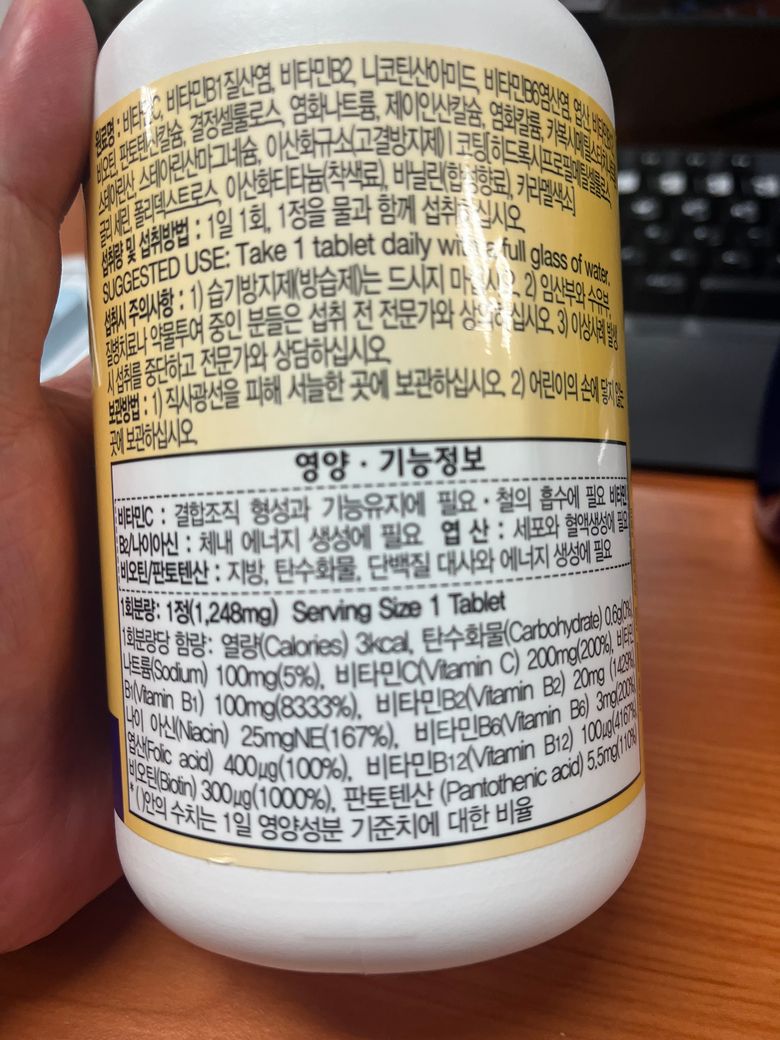 원료명 : 비타민C, 비타민B1질산염, 비타민B2, 니코틴산아미드, 비타민B6염산염, 엽산
비오틴, 판토텐산칼슘, 결정셀룰로스, 염화나트륨, 제이인산칼슘, 염화칼륨,
스테아린산, 스테아린산마그네슘, 이산화규소(고결방지제) | 코팅[히드록시프로필메틸셀룰로스,
글리 세린, 폴리덱스트로스, 이산화티타늄(착색료), 바닐린(합성향료), 카라멜색소]
섭취량 및 섭취방법 : 1일 1회, 1정을 물과 함께 섭취하십시오.
SUGGESTED USE: Take 1 tablet daily with a full glass of water.
섭취시 주의사항 : 1) 습기방지제(방습제)는 드시지 마십시오. 2) 임산부와 수유부,
질병치료나 약물투여 중인 분들은 섭취 전 전문가와 상의하십시오. 3) 이상사례 발생
시 섭취를 중단하고 전문가와 상담하십시오.
보관방법 : 1) 직사광선을 피해 서늘한 곳에 보관하십시오. 2) 어린이의 손에 닿지 않는
곳에 보관하십시오.
영양 · 기능정보
비타민C : 결합조직 형성과 기능유지에 필요 · 철의 흡수에 필요 비타민
B2/나이아신 : 체내 에너지 생성에 필요 엽 산 : 세포와 혈액생성에 필요
비오틴/판토텐산 : 지방, 탄수화물, 단백질 대사와 에너지 생성에 필요
1회분량: 1정(1,248mg) Serving Size 1 Tablet
1회분량당 함량: 열량(Calories) 3kcal, 탄수화물(Carbohydrate) 0.6g(0%),
나트륨(Sodium) 100mg(5%), 비타민C(Vitamin C) 200mg(200%), 비타민
B1(Vitamin B1) 100mg(8333%), 비타민B2(Vitamin B2) 20mg (1429%),
나이 아신(Niacin) 25mgNE(167%), 비타민B6(Vitamin B6) 3mg(200%),
엽산(Folic acid) 400µg(100%), 비타민B12(Vitamin B12) 100µg(4167%),
비오틴(Biotin) 300µg(1000%), 판토텐산 (Pantothenic acid) 5.5mg(110%)
* ( )안의 수치는 1일 영양성분 기준치에 대한 비율